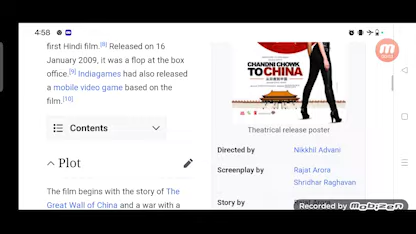 4:58
first Hindi film.[8] Released on 16
January 2009, it was a flop at the box
office.[9] Indiagames had also released
a mobile video game based on the
film.[10]
Contents
Plot
The film begins with the story of The
Great Wall of China and a war with a
CHANDNI CHOWK
TO CHINA
Theatrical release poster
Directed by Nikkhil Advani
Screenplay by Rajat Arora
Shridhar Raghavan
Story by
Recorded by MOBIZEN